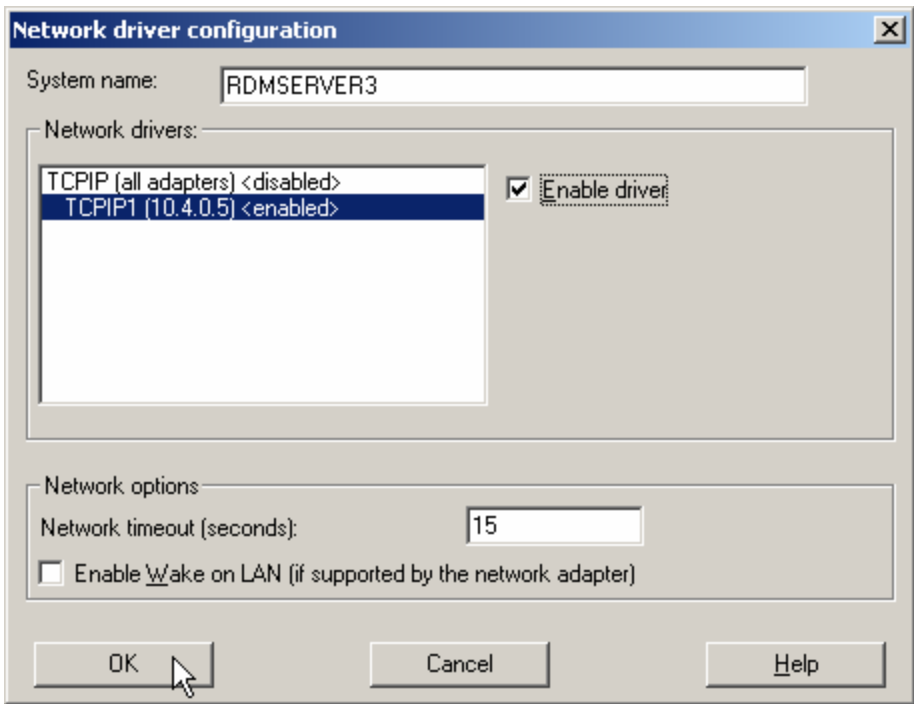 Network driver configuration
System name: RDMSERVER3
Network drivers:
TCPIP (all adapters) <disabled>
TCPIP1 (10.4.0.5) <enabled>
Enable driver
Network options
Network timeout (seconds): 15
Enable Wake on LAN (if supported by the network adapter)
OK Cancel Help